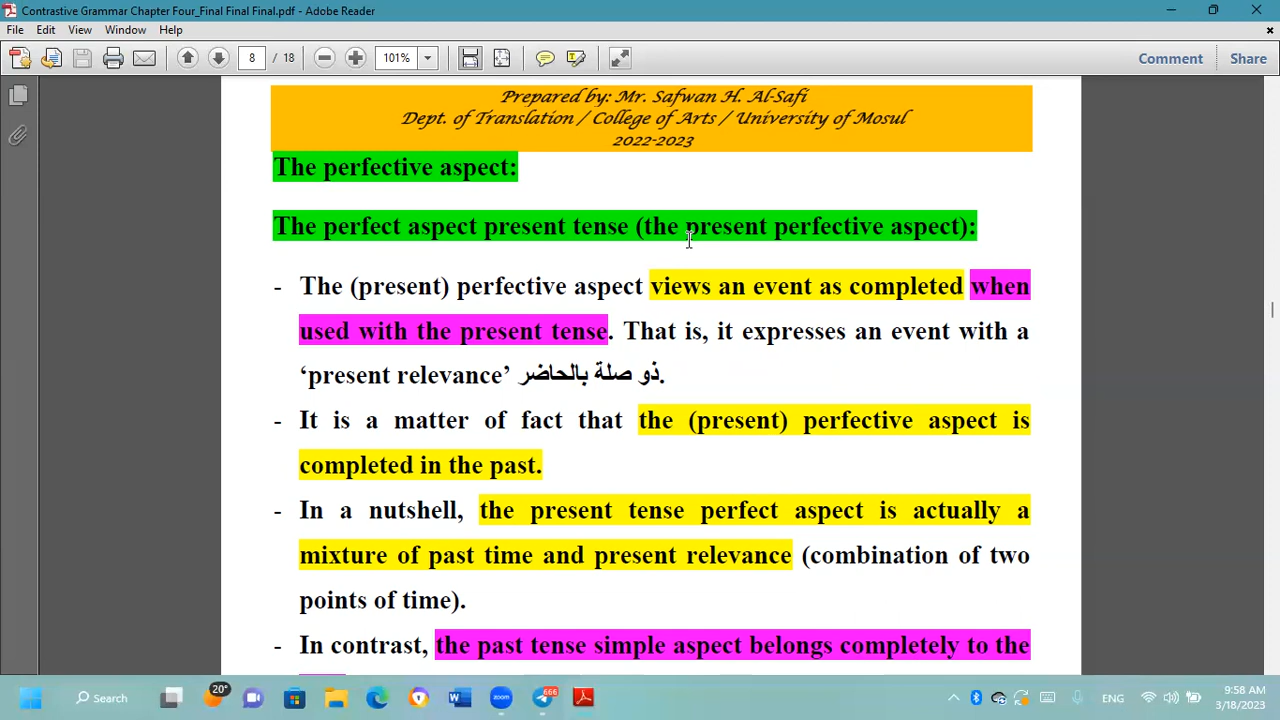 Contrastive Grammar Chapter Four_Final Final Final.pdf - Adobe Reader
File Edit View Window Help
8 / 18 101% Comment Share
Prepared by: Mr. Safwan H. Al-Safi
Dept. of Translation / College of Arts / University of Mosul
2022-2023
The perfective aspect:
The perfect aspect present tense (the present perfective aspect):
- The (present) perfective aspect views an event as completed when
used with the present tense. That is, it expresses an event with a
‘present relevance’ ذو صلة بالحاضر.
- It is a matter of fact that the (present) perfective aspect is
completed in the past.
- In a nutshell, the present tense perfect aspect is actually a
mixture of past time and present relevance (combination of two
points of time).
- In contrast, the past tense simple aspect belongs completely to the
Search 20° 666 ENG 9:58 AM
3/18/2023